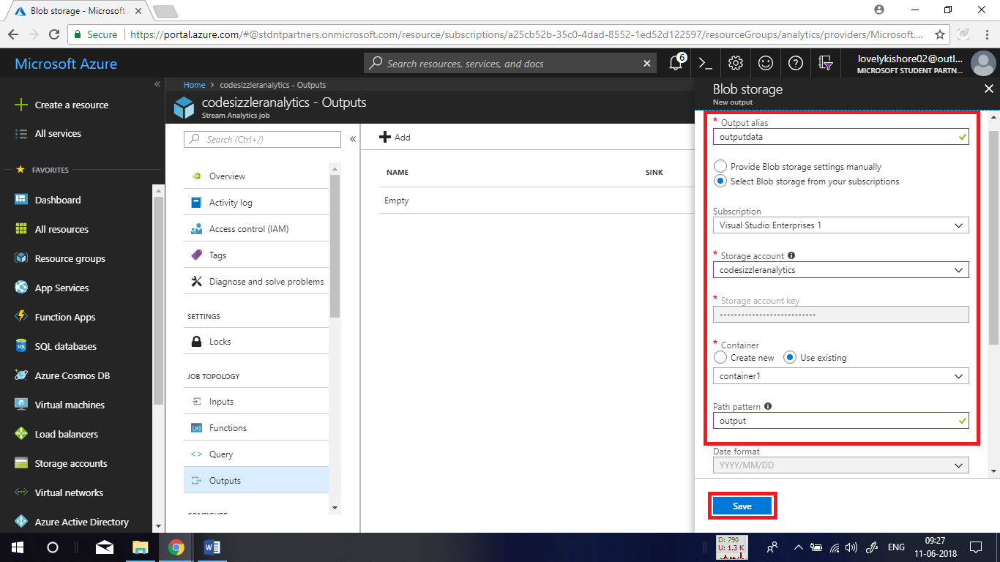 Blob storage - Microsoft
Secure
https://portal.azure.com/#@stdntpartners.onmicrosoft.com/resource/subscriptions/a25cb52b-35c0-4dad-8552-1ed52d122597/resourceGroups/analytics/providers/Microsoft....
Microsoft Azure
Search resources, services, and docs
6
lovelykishore02@outl...
MICROSOFT STUDENT PARTN...
Create a resource
All services
FAVORITES
Dashboard
All resources
Resource groups
App Services
Function Apps
SQL databases
Azure Cosmos DB
Virtual machines
Load balancers
Storage accounts
Virtual networks
Azure Active Directory
Home > codesizzleranalytics - Outputs
codesizzleranalytics - Outputs
Stream Analytics job
Search (Ctrl+/)
Overview
Activity log
Access control (IAM)
Tags
Diagnose and solve problems
SETTINGS
Locks
JOB TOPOLOGY
Inputs
Functions
Query
Outputs
CONFIGURE
Add
NAME SINK
Empty
Blob storage
New output
* Output alias
outputdata
Provide Blob storage settings manually
Select Blob storage from your subscriptions
Subscription
Visual Studio Enterprises 1
* Storage account
codesizzleranalytics
* Storage account key
* Container
Create new Use existing
container1
Path pattern
output
Date format
YYYY/MM/DD
Save
D: 790
U: 1.3 K
ENG
09:27
11-06-2018